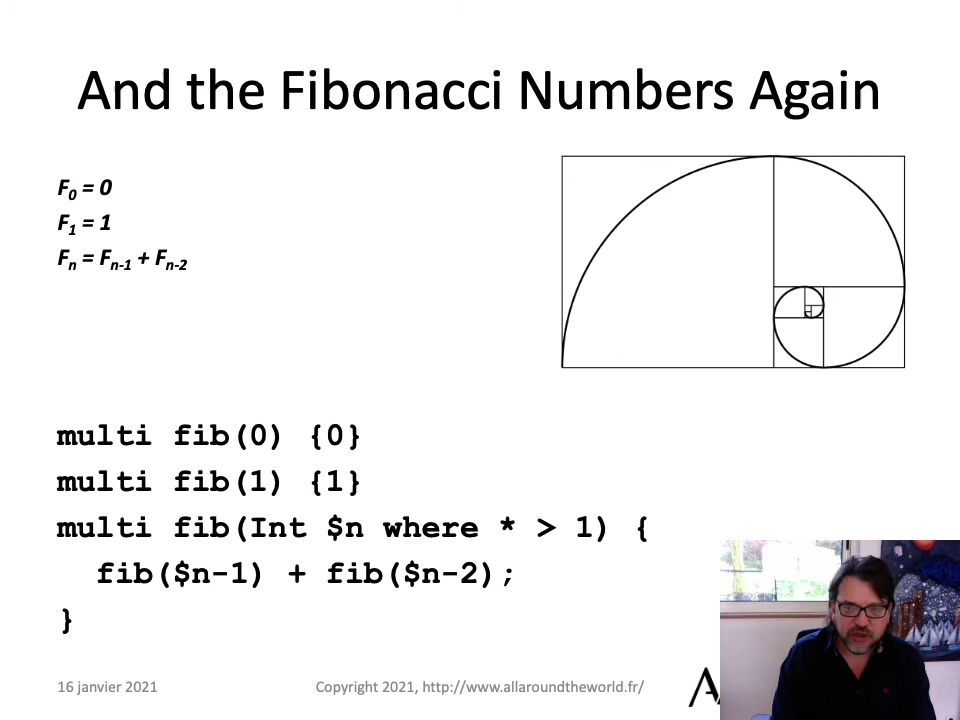 And the Fibonacci Numbers Again
F₀ = 0
F₁ = 1
Fₙ = Fₙ₋₁ + Fₙ₋₂
multi fib(0) {0}
multi fib(1) {1}
multi fib(Int $n where * > 1) {
fib($n-1) + fib($n-2);
}
16 janvier 2021
Copyright 2021, http://www.allaroundtheworld.fr/